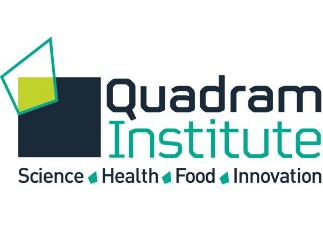 Quadram
Institute
Science Health Food Innovation